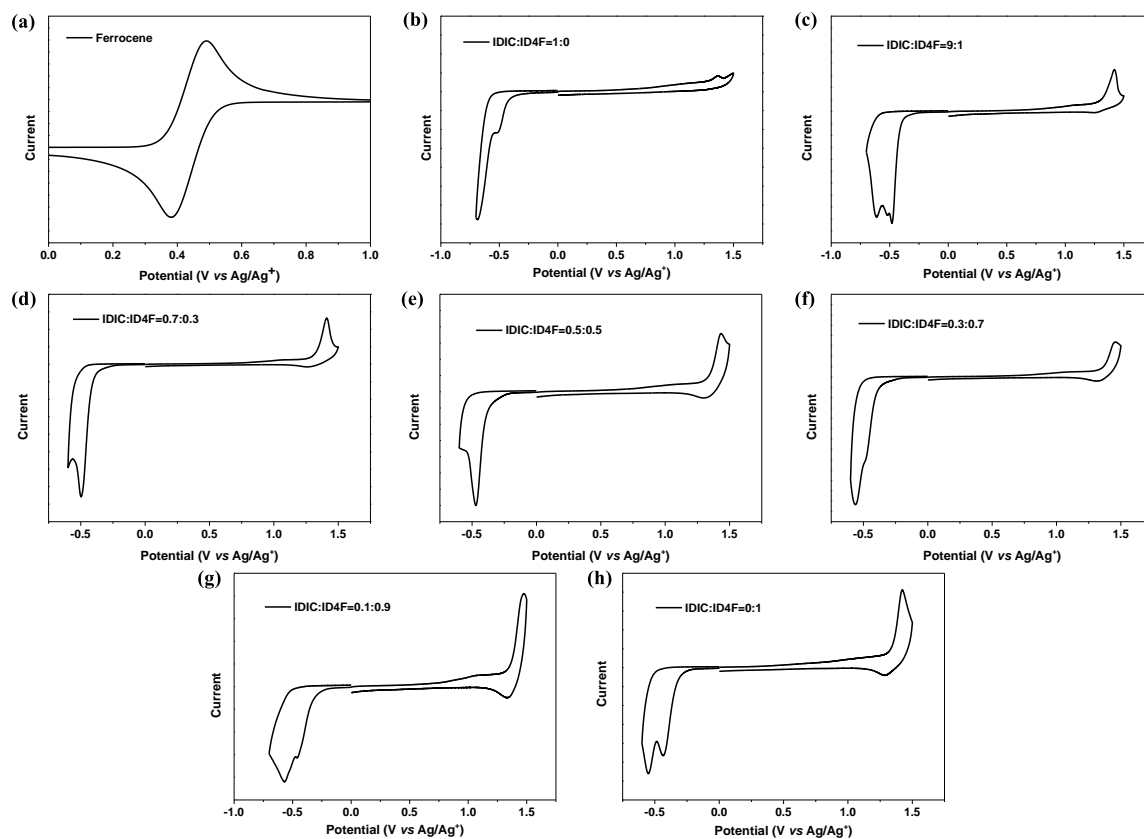 (a)
Ferrocene
Current
0.0 0.2 0.4 0.6 0.8 1.0
Potential (V vs Ag/Ag+)
(b)
IDIC:ID4F=1:0
Current
-1.0 -0.5 0.0 0.5 1.0 1.5
Potential (V vs Ag/Ag+)
(c)
IDIC:ID4F=9:1
Current
-1.0 -0.5 0.0 0.5 1.0 1.5
Potential (V vs Ag/Ag+)
(d)
IDIC:ID4F=0.7:0.3
Current
-0.5 0.0 0.5 1.0 1.5
Potential (V vs Ag/Ag+)
(e)
IDIC:ID4F=0.5:0.5
Current
-0.5 0.0 0.5 1.0 1.5
Potential (V vs Ag/Ag+)
(f)
IDIC:ID4F=0.3:0.7
Current
-0.5 0.0 0.5 1.0 1.5
Potential (V vs Ag/Ag+)
(g)
IDIC:ID4F=0.1:0.9
Current
-1.0 -0.5 0.0 0.5 1.0 1.5
Potential (V vs Ag/Ag+)
(h)
IDIC:ID4F=0:1
Current
-0.5 0.0 0.5 1.0 1.5
Potential (V vs Ag/Ag+)